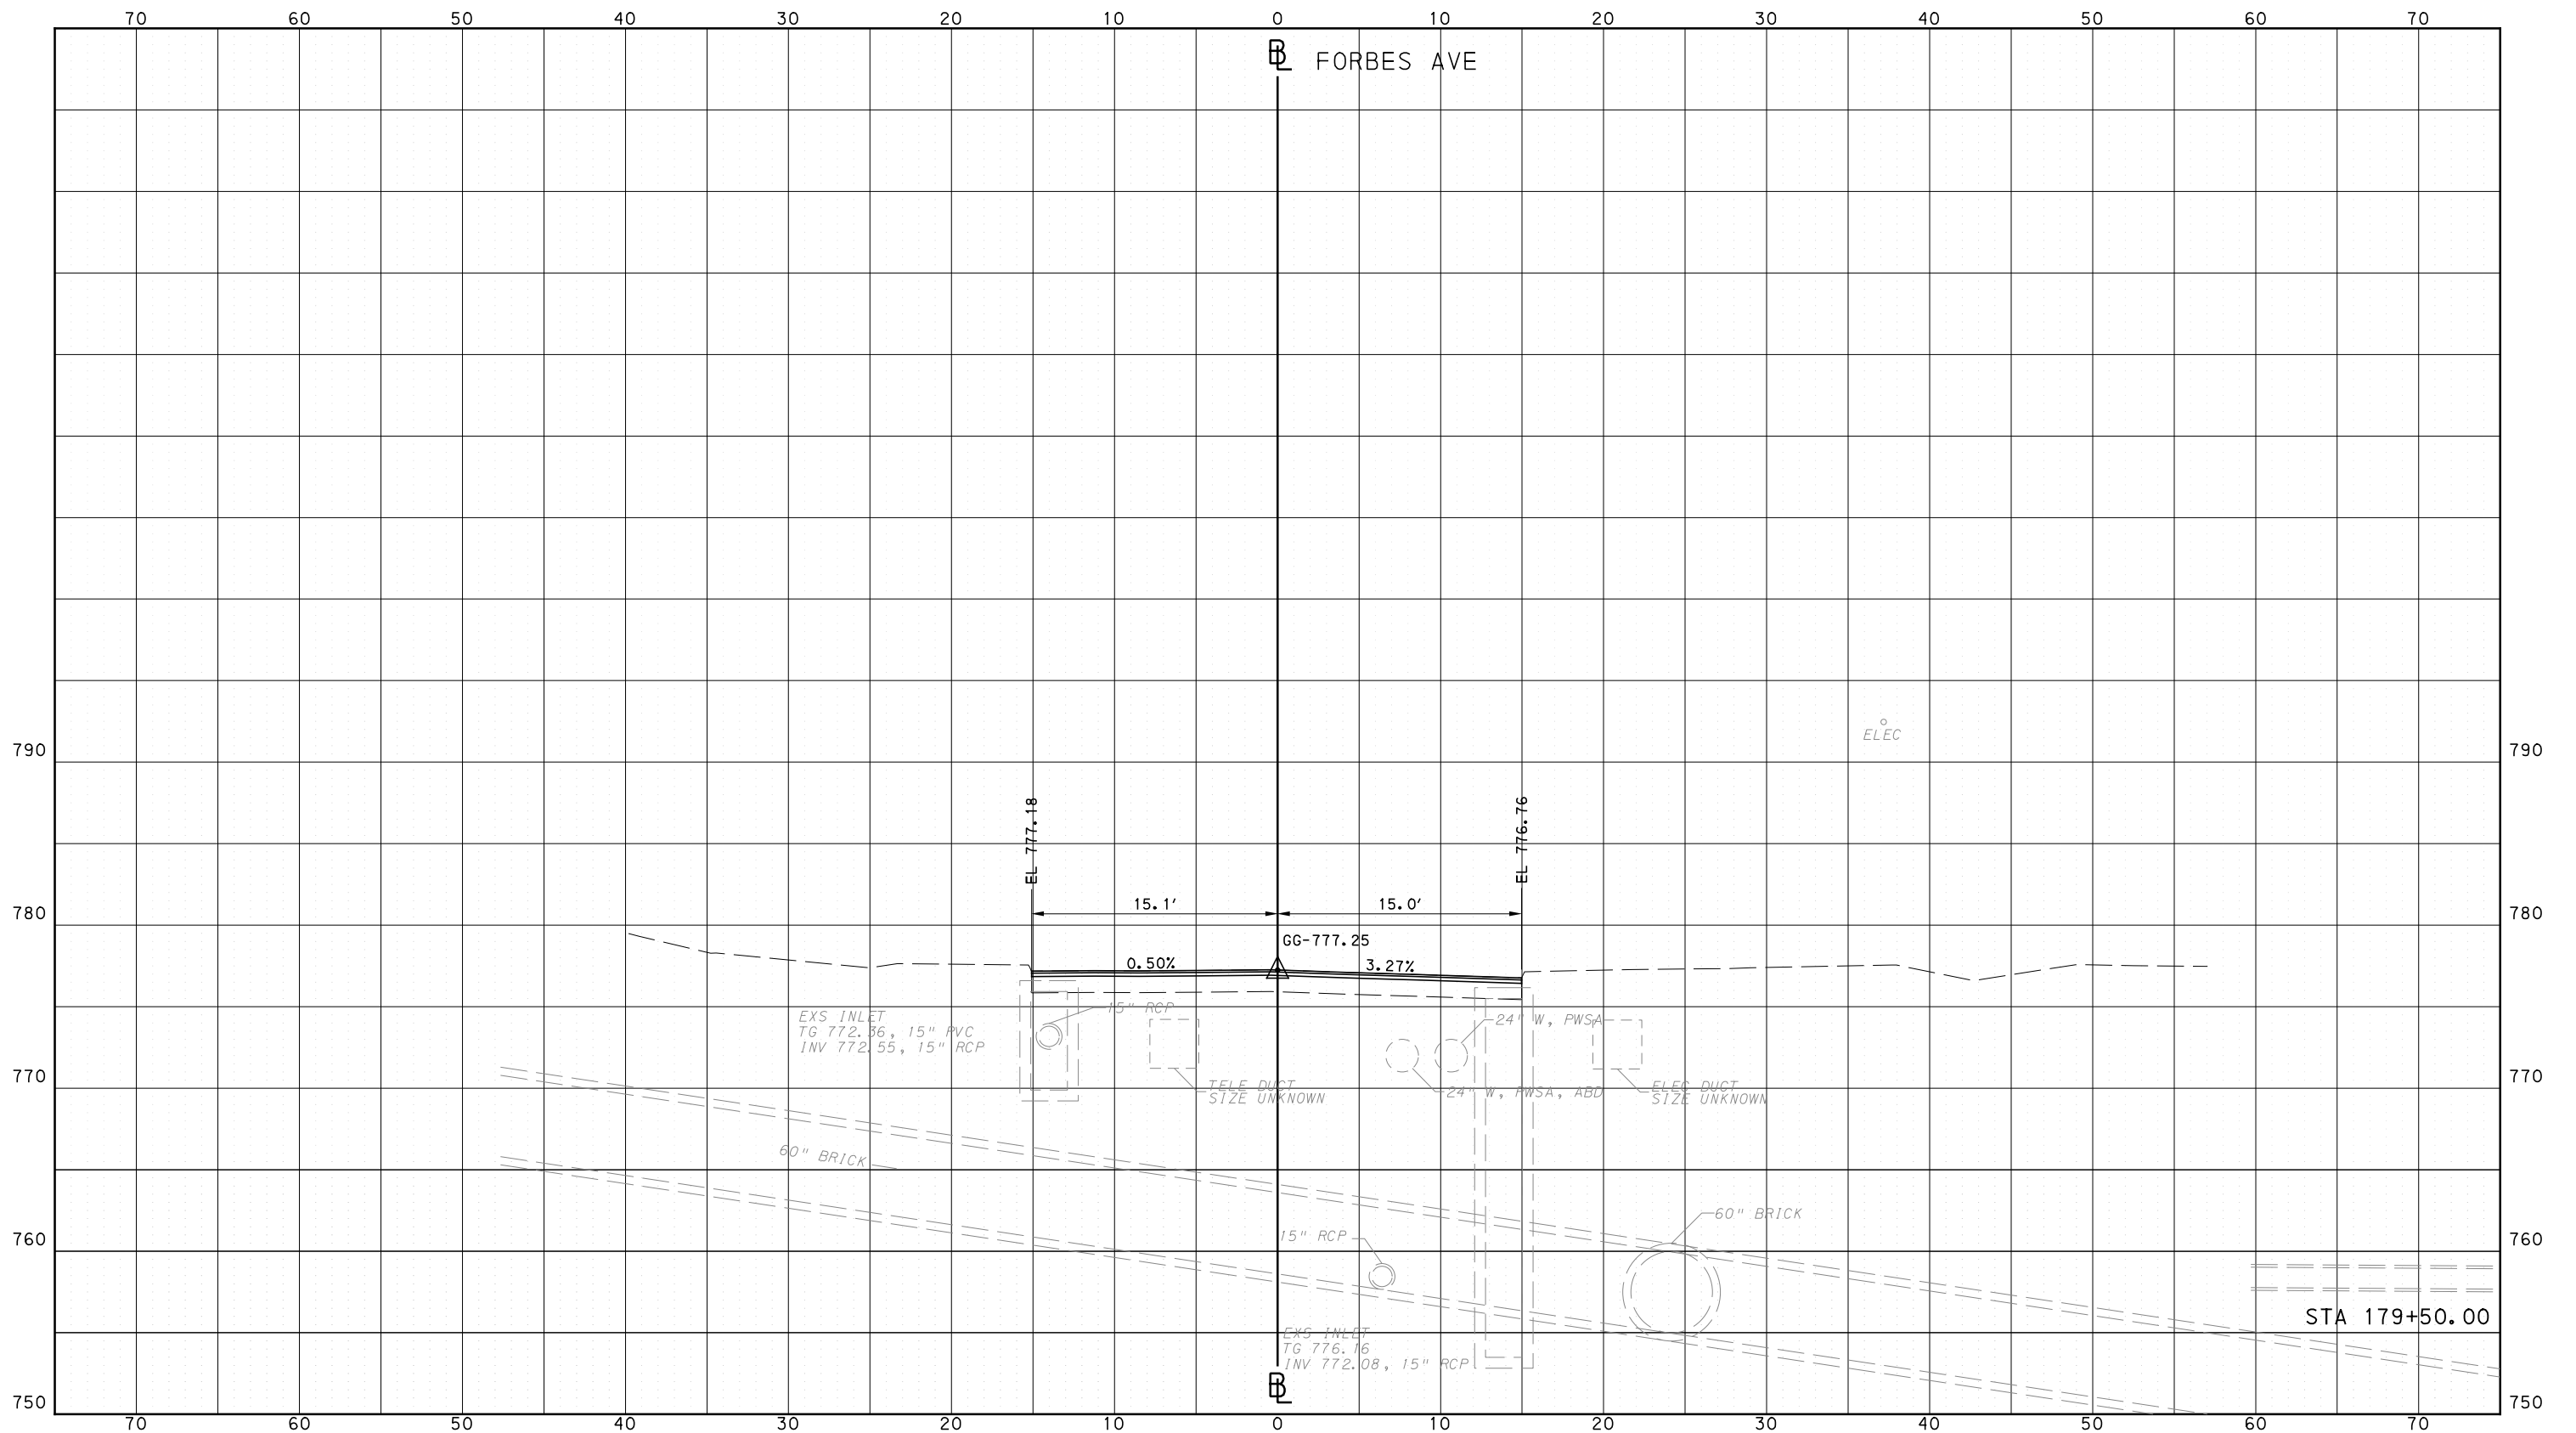 70 60 50 40 30 20 10 0 10 20 30 40 50 60 70
BL FORBES AVE
ELEC
790 790
EL 777.18
EL 776.76
780 15.1' 15.0' 780
GG-777.25
0.50% 3.27%
15" RCP
EXS INLET
TG 772.36, 15" PVC
INV 772.55, 15" RCP
24" W, PWSA
770 770
TELE DUCT
SIZE UNKNOWN
24" W, PWSA, ABD
ELEC DUCT
SIZE UNKNOWN
60" BRICK
60" BRICK
760 15" RCP 760
STA 179+50.00
EXS INLET
TG 776.16
INV 772.08, 15" RCP
BL
750 750
70 60 50 40 30 20 10 0 10 20 30 40 50 60 70